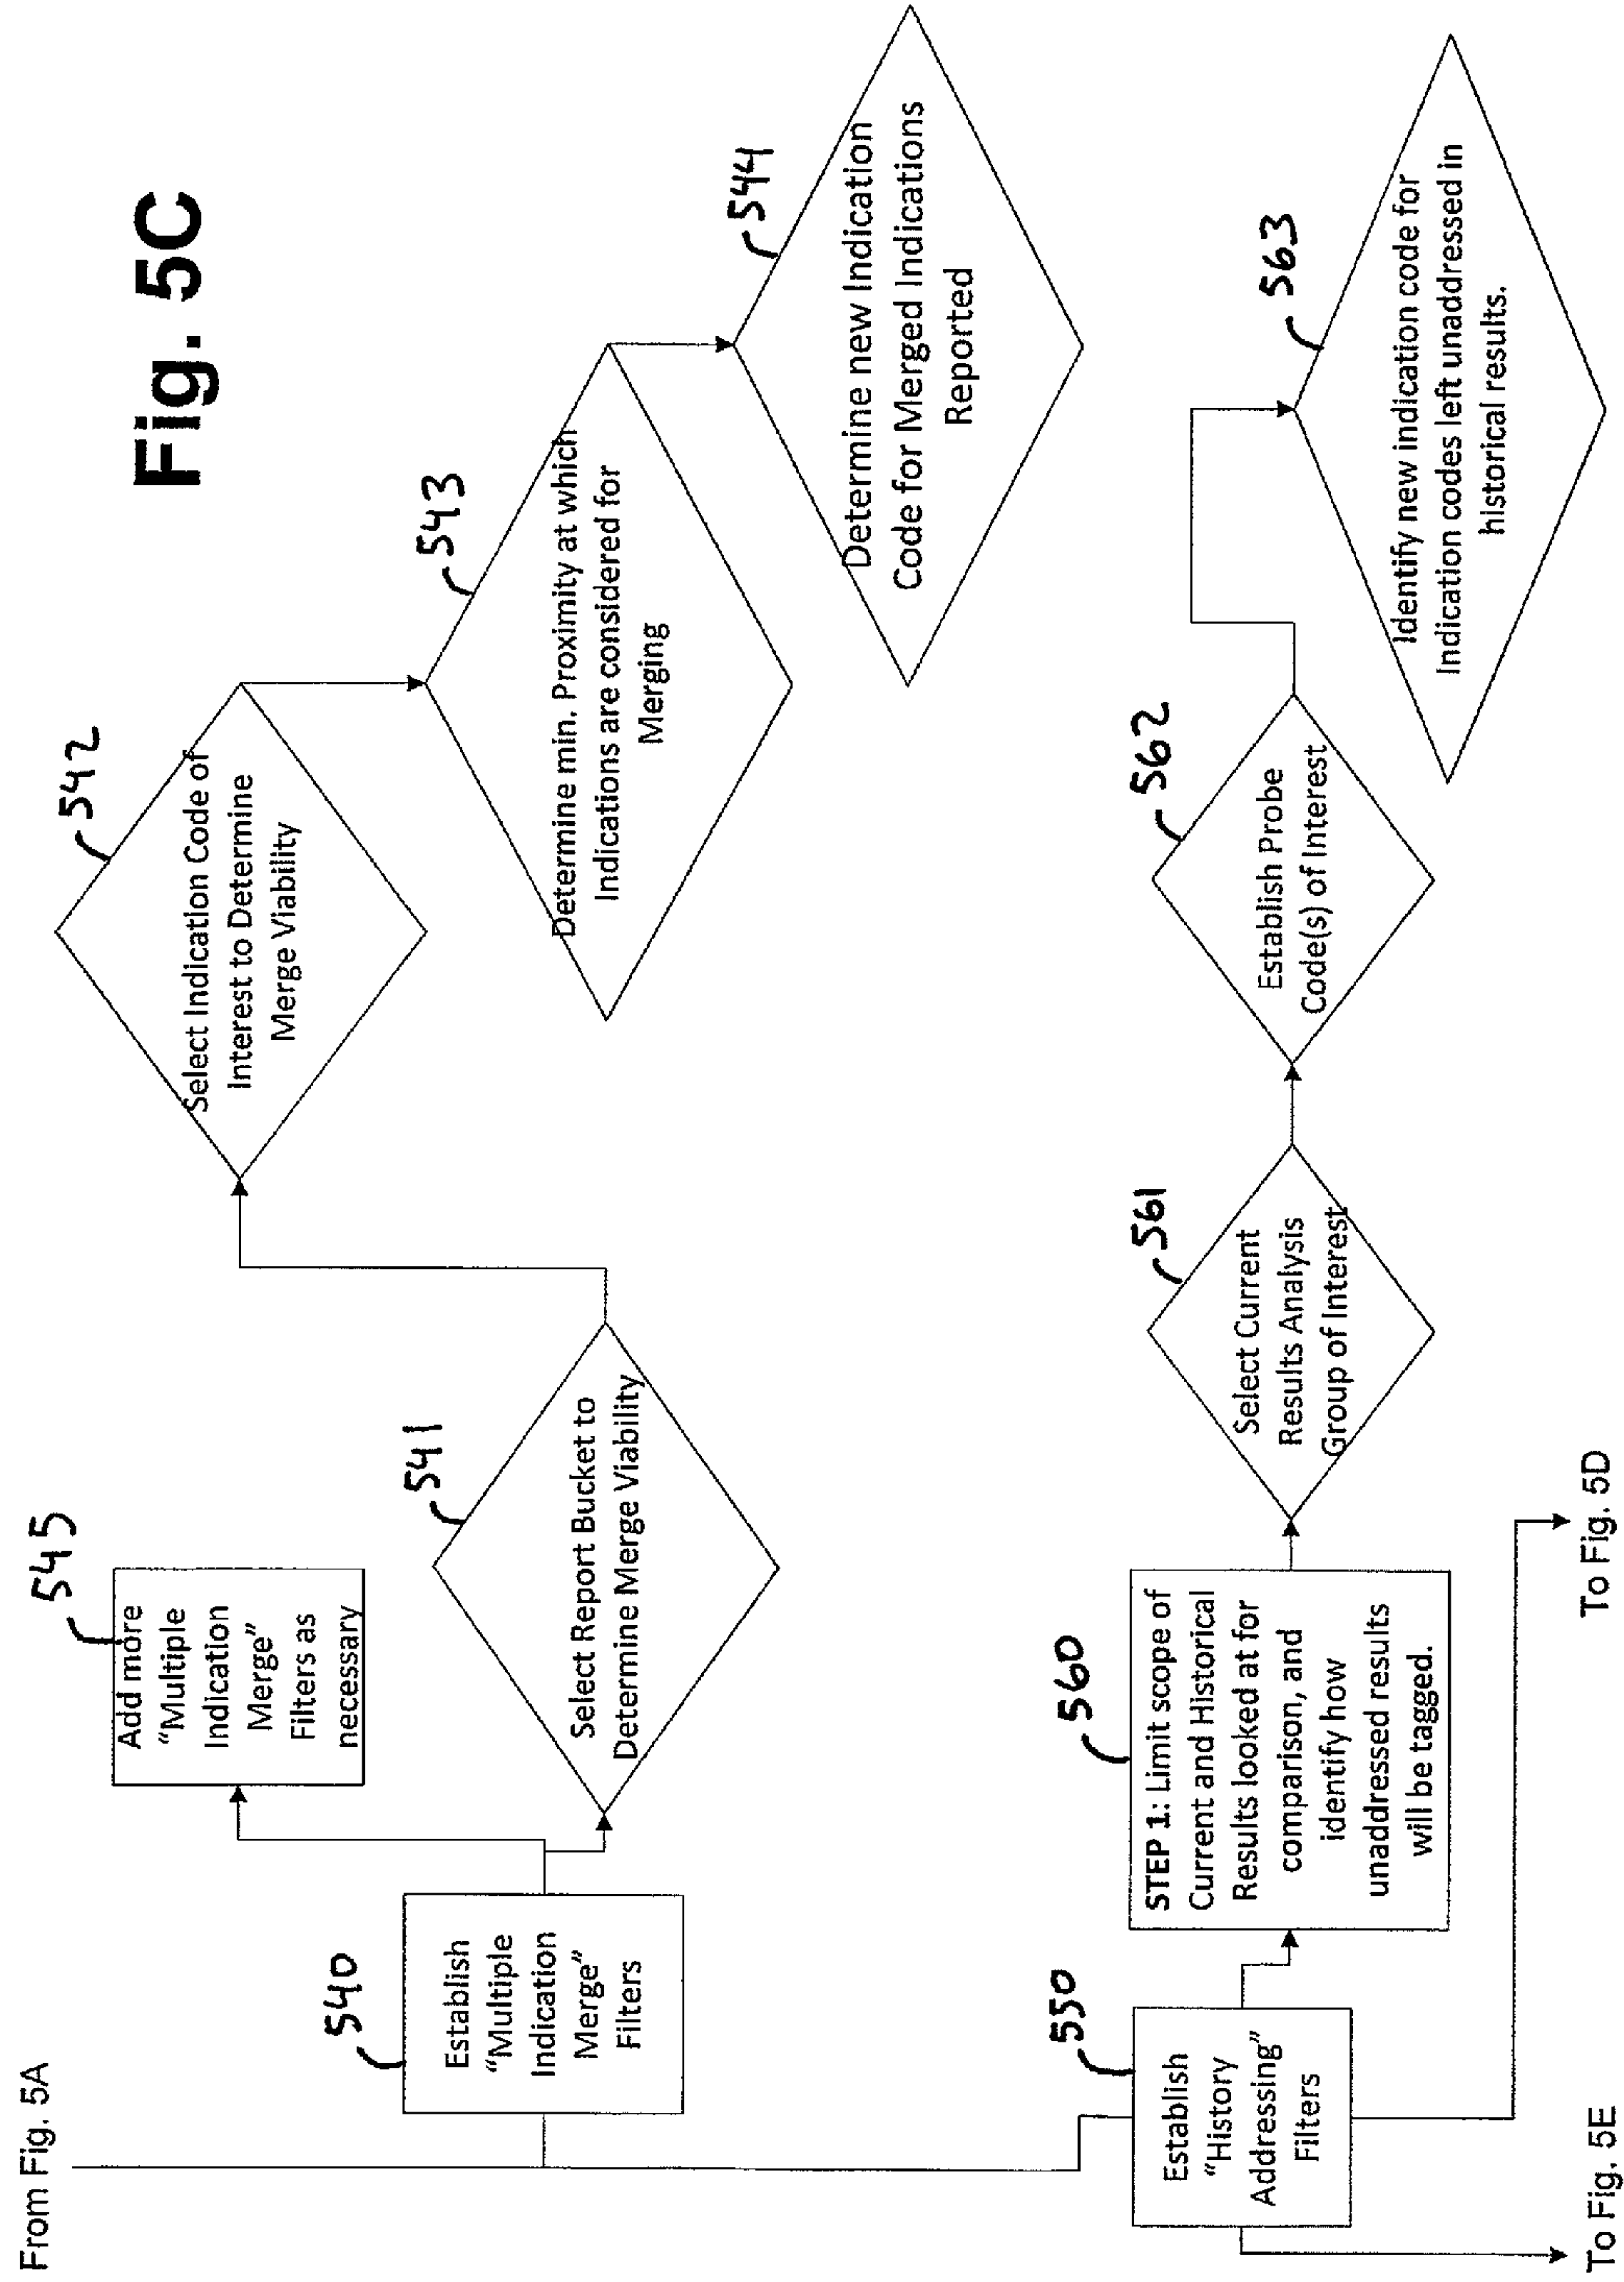 Fig. 5C
From Fig. 5A
545
Add more
"Multiple
Indication
Merge"
Filters as
necessary
540
Establish
"Multiple
Indication
Merge"
Filters
541
Select Report Bucket to
Determine Merge Viability
542
Select Indication Code of
Interest to Determine
Merge Viability
543
Determine min. Proximity at which
Indications are considered for
Merging
544
Determine new Indication
Code for Merged Indications
Reported
550
Establish
"History
Addressing"
Filters
560
STEP 1: Limit scope of
Current and Historical
Results looked at for
comparison, and
identify how
unaddressed results
will be tagged.
561
Select Current
Results Analysis
Group of Interest
562
Establish Probe
Code(s) of Interest
563
Identify new indication code for
Indication codes left unaddressed in
historical results.
To Fig. 5E
To Fig. 5D